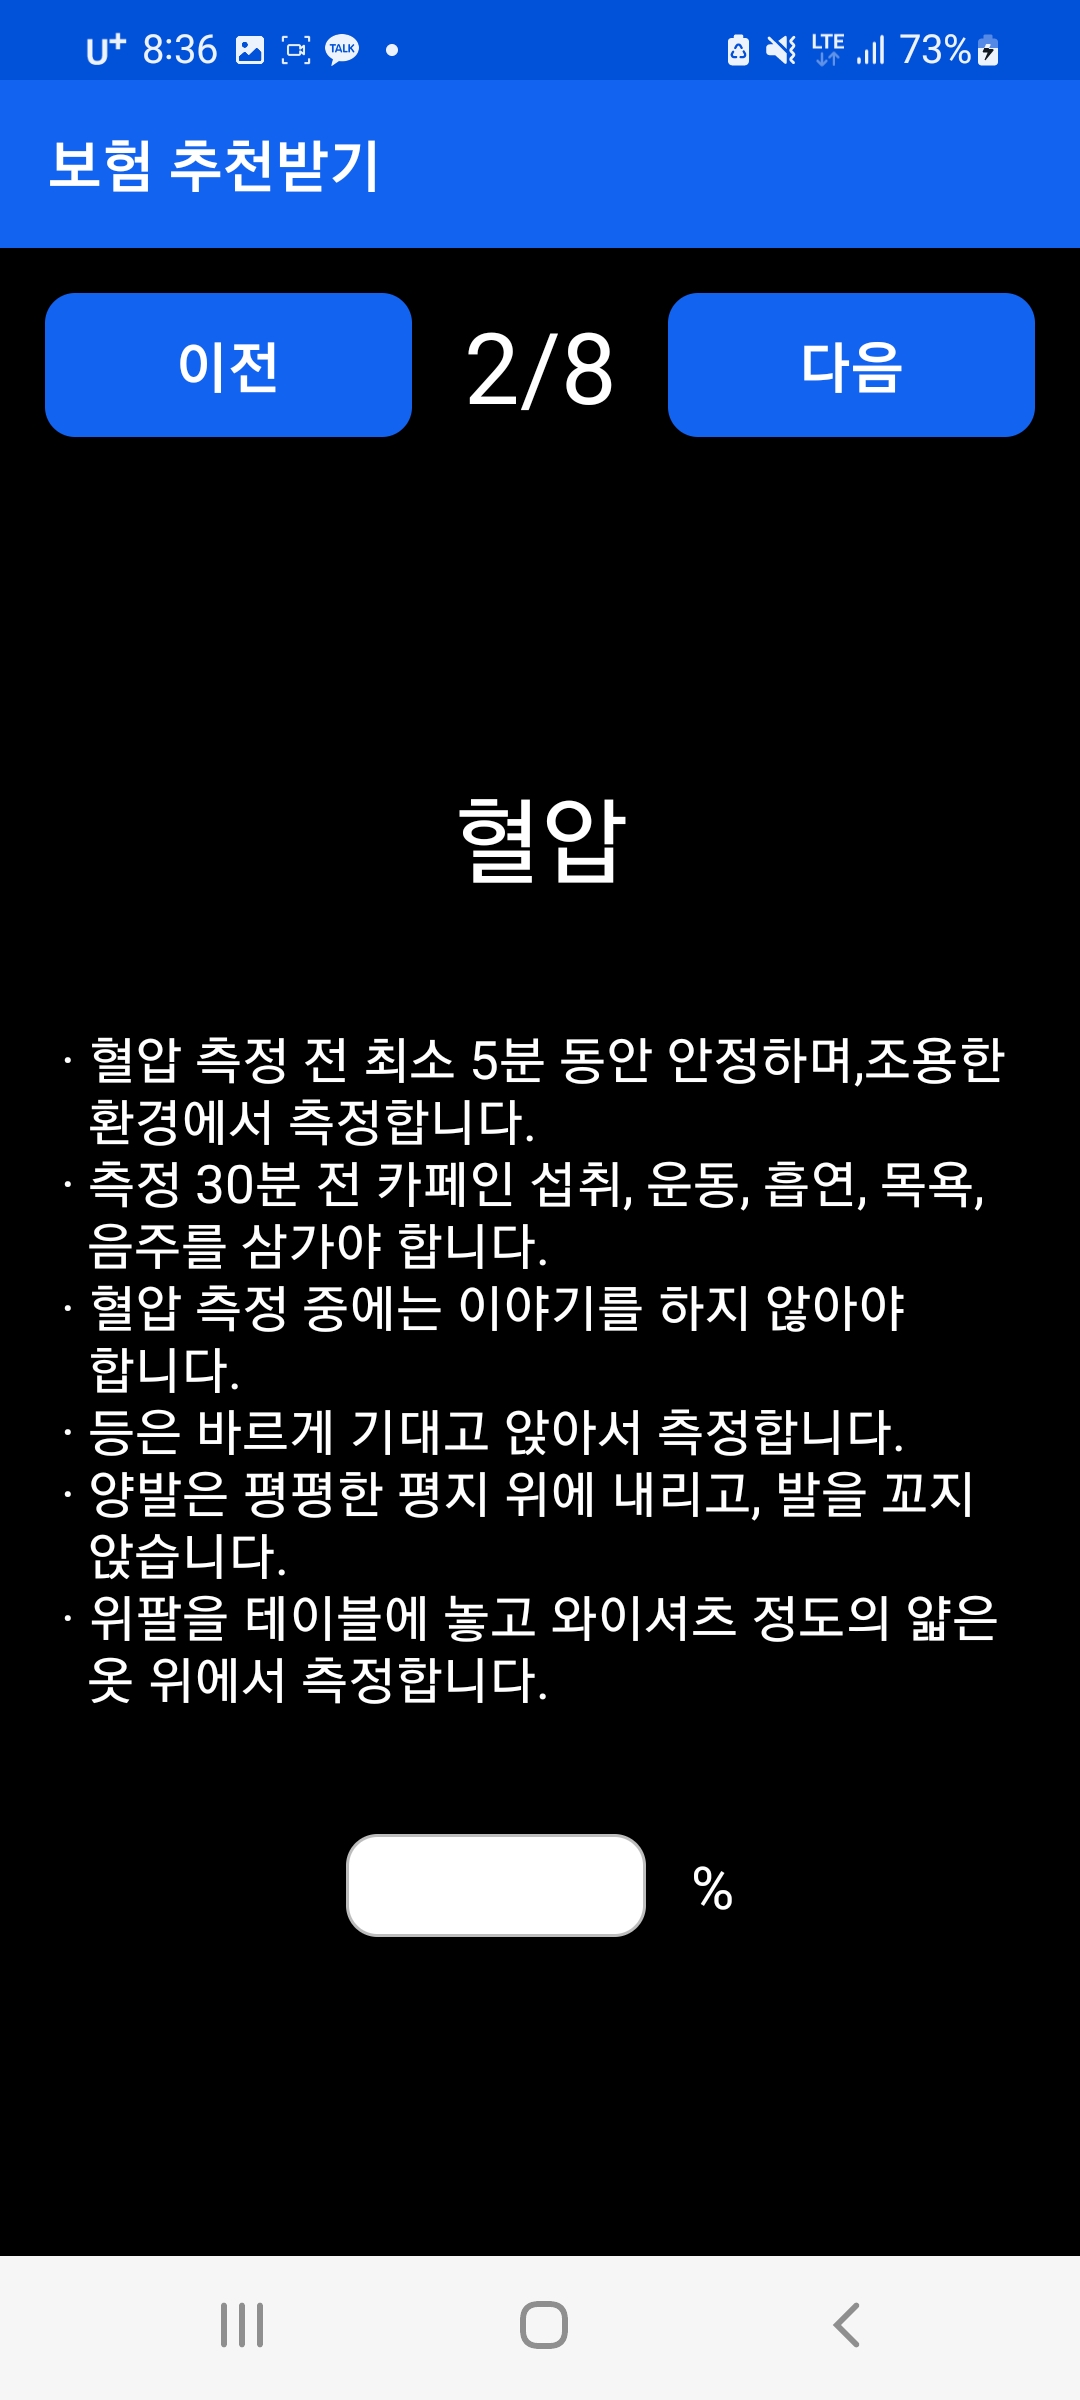 U+ 8:36 TALK LTE 73%
보험 추천받기
이전 2/8 다음
혈압
· 혈압 측정 전 최소 5분 동안 안정하며,조용한
환경에서 측정합니다.
· 측정 30분 전 카페인 섭취, 운동, 흡연, 목욕,
음주를 삼가야 합니다.
· 혈압 측정 중에는 이야기를 하지 않아야
합니다.
· 등은 바르게 기대고 앉아서 측정합니다.
· 양발은 평평한 평지 위에 내리고, 발을 꼬지
앉습니다.
· 위팔을 테이블에 놓고 와이셔츠 정도의 얇은
옷 위에서 측정합니다.
%